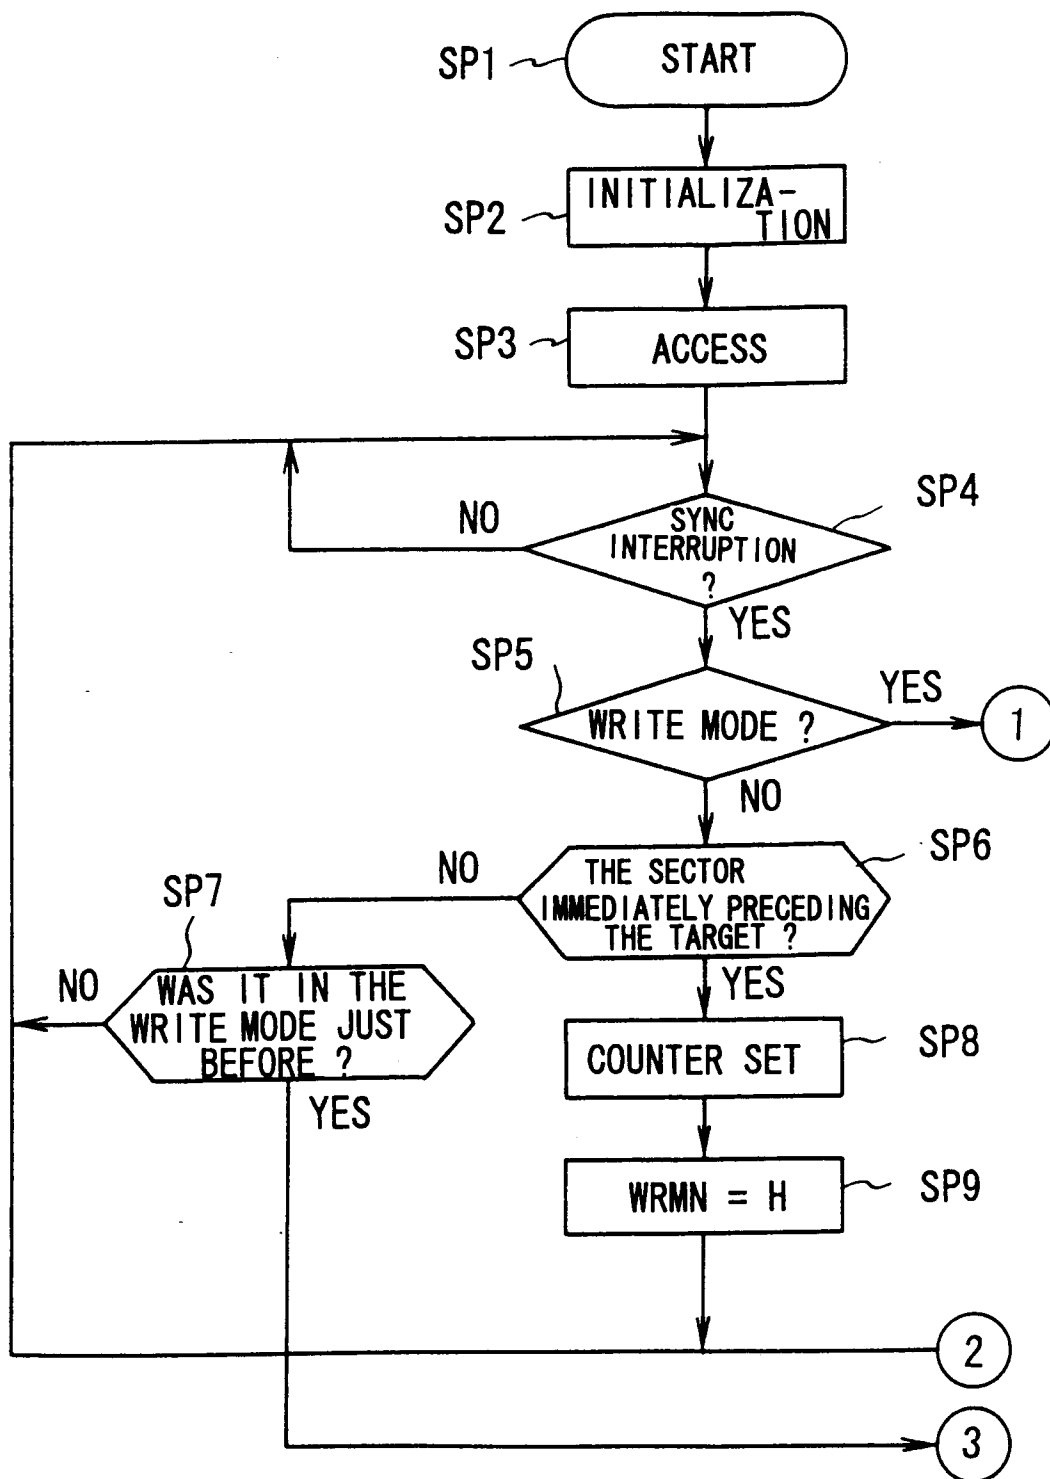 SP1
START
SP2
INITIALIZA-
TION
SP3
ACCESS
SP4
NO
SYNC
INTERRUPTION
?
YES
SP5
WRITE MODE ?
YES
1
NO
SP6
NO
THE SECTOR
IMMEDIATELY PRECEDING
THE TARGET ?
SP7
NO
WAS IT IN THE
WRITE MODE JUST
BEFORE ?
YES
YES
COUNTER SET
SP8
WRMN = H
SP9
2
3